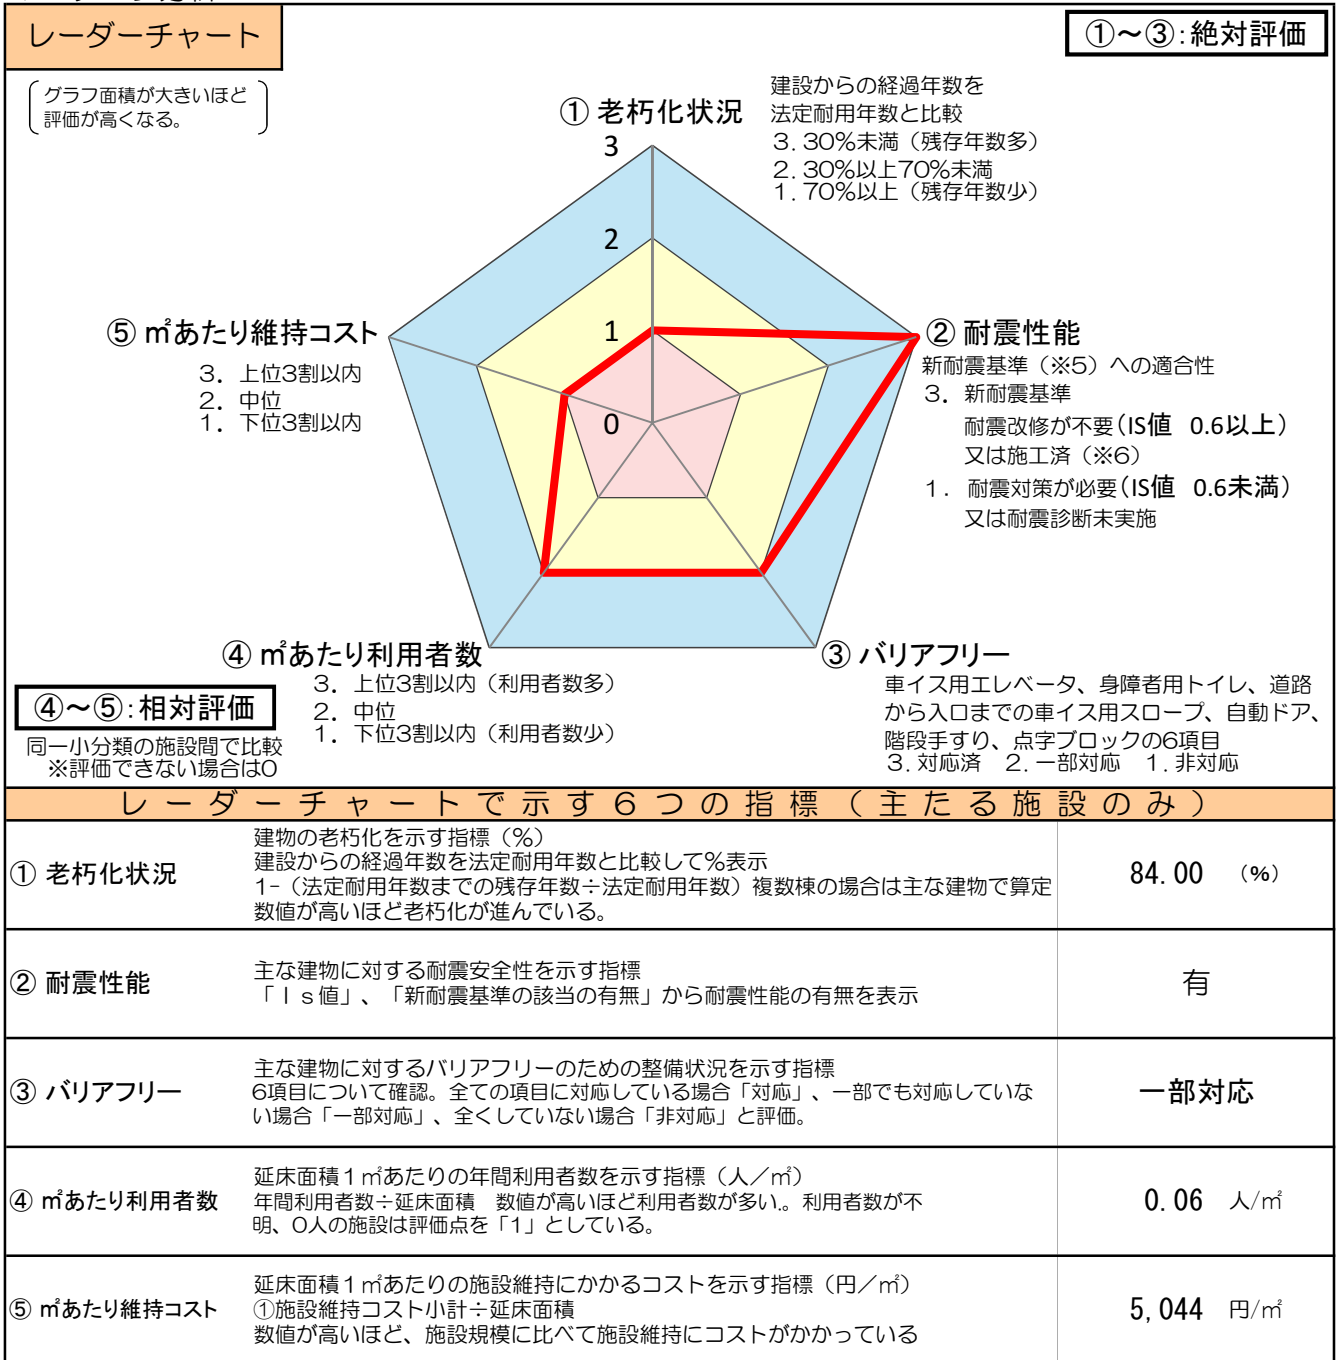 レーダーチャート
①～③:絶対評価
グラフ面積が大きいほど
評価が高くなる。
① 老朽化状況
建設からの経過年数を
法定耐用年数と比較
3. 30%未満（残存年数多）
2. 30%以上70%未満
1. 70%以上（残存年数少）
3
2
1
0
② 耐震性能
新耐震基準（※5）への適合性
3. 新耐震基準
耐震改修が不要(IS値 0.6以上)
又は施工済（※6）
1. 耐震対策が必要(IS値 0.6未満)
又は耐震診断未実施
⑤ ㎡あたり維持コスト
3. 上位3割以内
2. 中位
1. 下位3割以内
④ ㎡あたり利用者数
3. 上位3割以内（利用者数多）
2. 中位
1. 下位3割以内（利用者数少）
③ バリアフリー
車イス用エレベータ、身障者用トイレ、道路
から入口までの車イス用スロープ、自動ドア、
階段手すり、点字ブロックの6項目
3. 対応済 2. 一部対応 1. 非対応
④～⑤:相対評価
同一小分類の施設間で比較
※評価できない場合は0
レーダーチャートで示す6つの指標（主たる施設のみ）
① 老朽化状況
建物の老朽化を示す指標（%）
建設からの経過年数を法定耐用年数と比較して%表示
1-（法定耐用年数までの残存年数÷法定耐用年数）複数棟の場合は主な建物で算定
数値が高いほど老朽化が進んでいる。
84.00 （%）
② 耐震性能
主な建物に対する耐震安全性を示す指標
「Ｉｓ値」、「新耐震基準の該当の有無」から耐震性能の有無を表示
有
③ バリアフリー
主な建物に対するバリアフリーのための整備状況を示す指標
6項目について確認。全ての項目に対応している場合「対応」、一部でも対応していな
い場合「一部対応」、全くしていない場合「非対応」と評価。
一部対応
④ ㎡あたり利用者数
延床面積１㎡あたりの年間利用者数を示す指標（人／㎡）
年間利用者数÷延床面積 数値が高いほど利用者数が多い。利用者数が不
明、0人の施設は評価点を「1」としている。
0.06 人/㎡
⑤ ㎡あたり維持コスト
延床面積１㎡あたりの施設維持にかかるコストを示す指標（円／㎡）
①施設維持コスト小計÷延床面積
数値が高いほど、施設規模に比べて施設維持にコストがかかっている
5,044 円/㎡